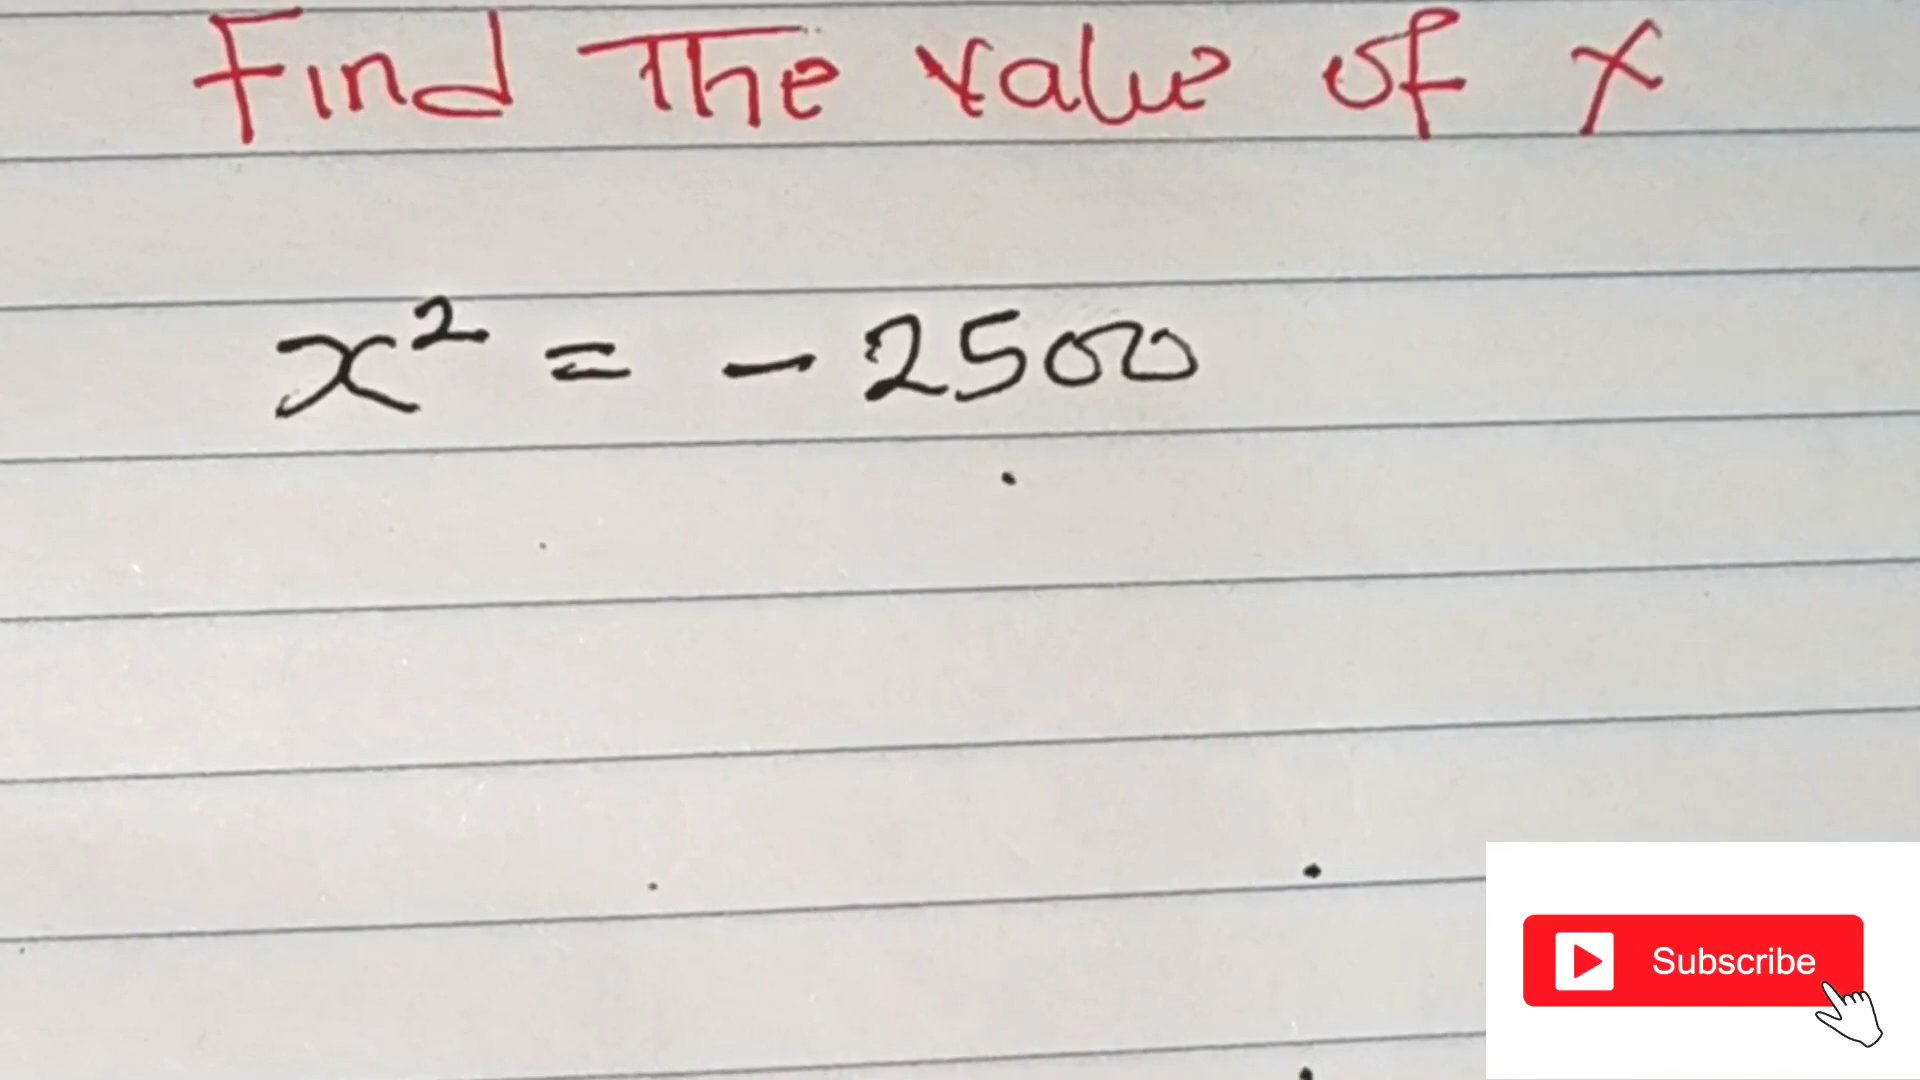 Find The value of x
x² = - 2500
Subscribe